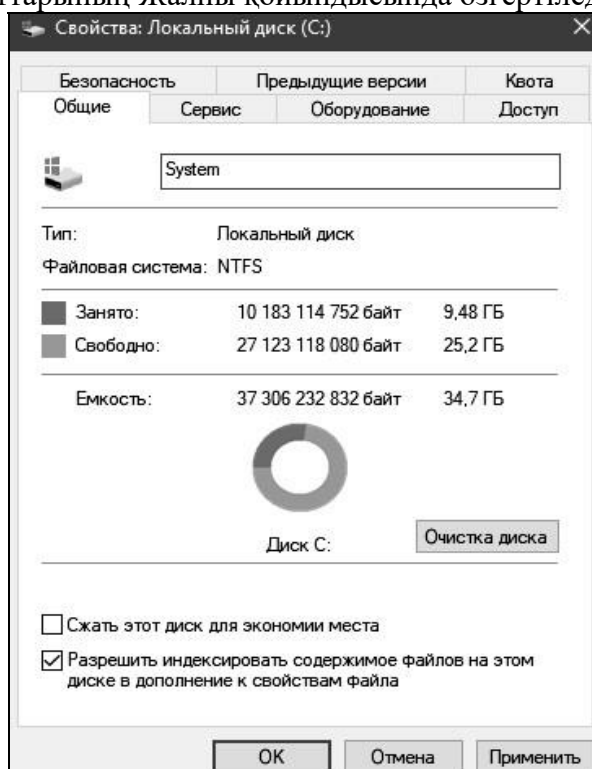 Жалпы қойындысында
Свойства: Локальный диск (C:)
Безопасность Предыдущие версии Квота
Общие Сервис Оборудование Доступ
System
Тип: Локальный диск
Файловая система: NTFS
Занято: 10 183 114 752 байт 9,48 ГБ
Свободно: 27 123 118 080 байт 25,2 ГБ
Емкость: 37 306 232 832 байт 34,7 ГБ
Диск C: Очистка диска
Сжать этот диск для экономии места
Разрешить индексировать содержимое файлов на этом
диске в дополнение к свойствам файла
OK Отмена Применить